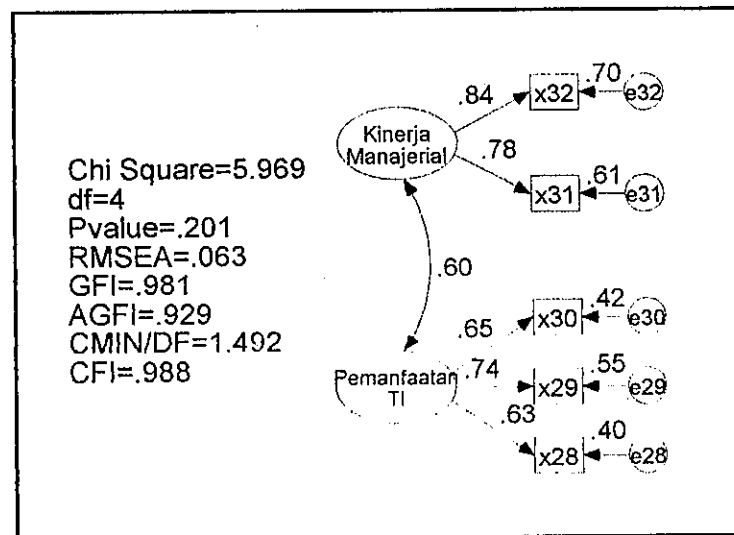 Chi Square=5.969
df=4
Pvalue=.201
RMSEA=.063
GFI=.981
AGFI=.929
CMIN/DF=1.492
CFI=.988
Kinerja
Manajerial
.84
x32
.70
e32
.78
x31
.61
e31
.60
Pemanfaatan
TI
.65
x30
.42
e30
.74
x29
.55
e29
.63
x28
.40
e28